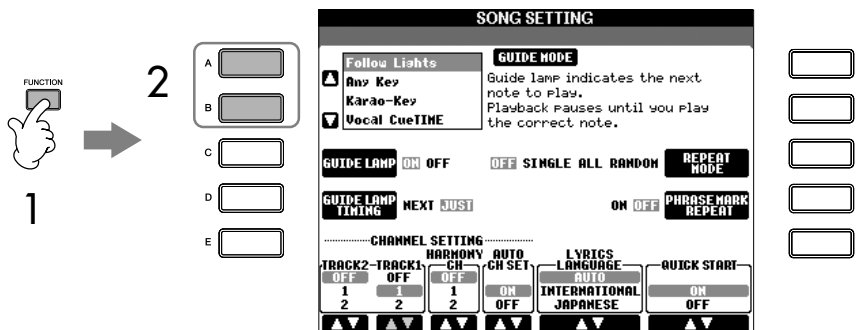 SONG SETTING
FUNCTION
1
2
A
B
C
D
E
Follow Lights
Any Key
Karao-Key
Vocal CueTIME
GUIDE MODE
Guide lamp indicates the next
note to play.
Playback pauses until you play
the correct note.
GUIDE LAMP ON OFF
OFF SINGLE ALL RANDOM REPEAT
MODE
GUIDE LAMP
TIMING NEXT JUST
ON OFF PHRASE MARK
REPEAT
CHANNEL SETTING
TRACK2 TRACK1 HARMONY
CH AUTO
CH SET LYRICS
LANGUAGE QUICK START
OFF OFF OFF AUTO
1 1 1 ON INTERNATIONAL ON
2 2 2 OFF JAPANESE OFF